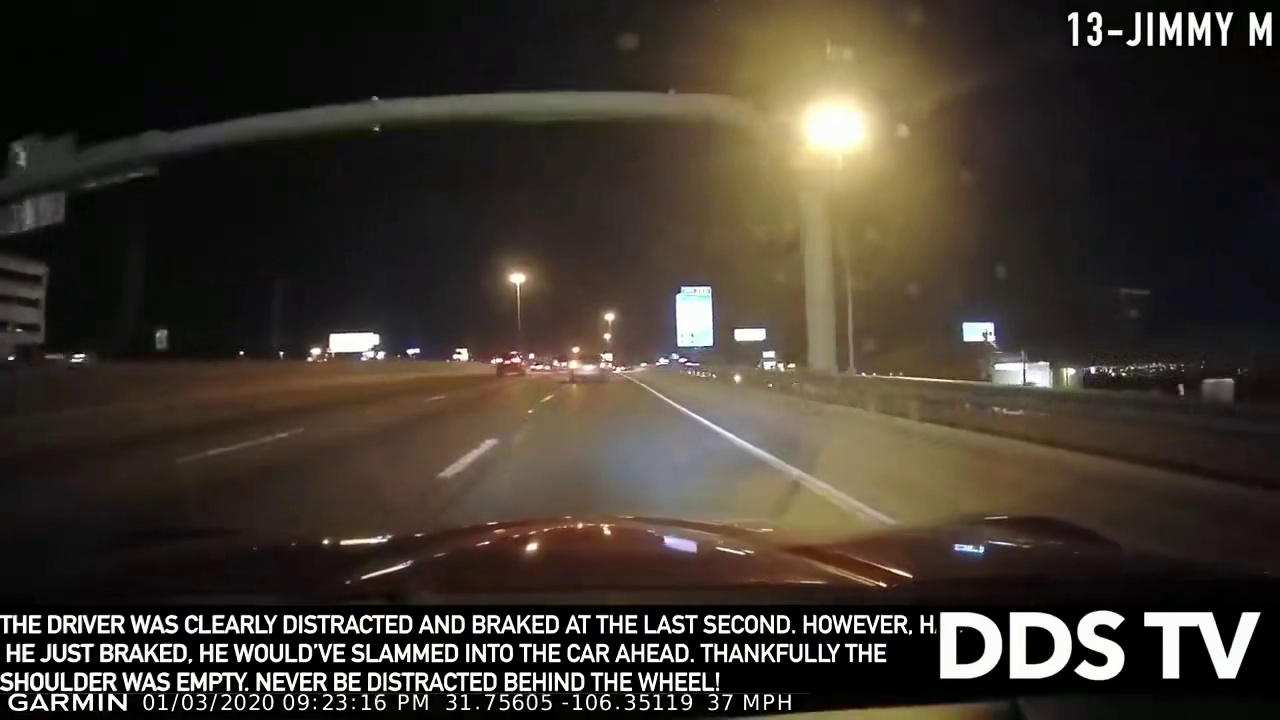 13-JIMMY M
THE DRIVER WAS CLEARLY DISTRACTED AND BRAKED AT THE LAST SECOND. HOWEVER,
HE JUST BRAKED, HE WOULD'VE SLAMMED INTO THE CAR AHEAD. THANKFULLY THE
SHOULDER WAS EMPTY. NEVER BE DISTRACTED BEHIND THE WHEEL!
DDS TV
GARMIN 01/03/2020 09:23:16 PM 31.75605 -106.35119 37 MPH